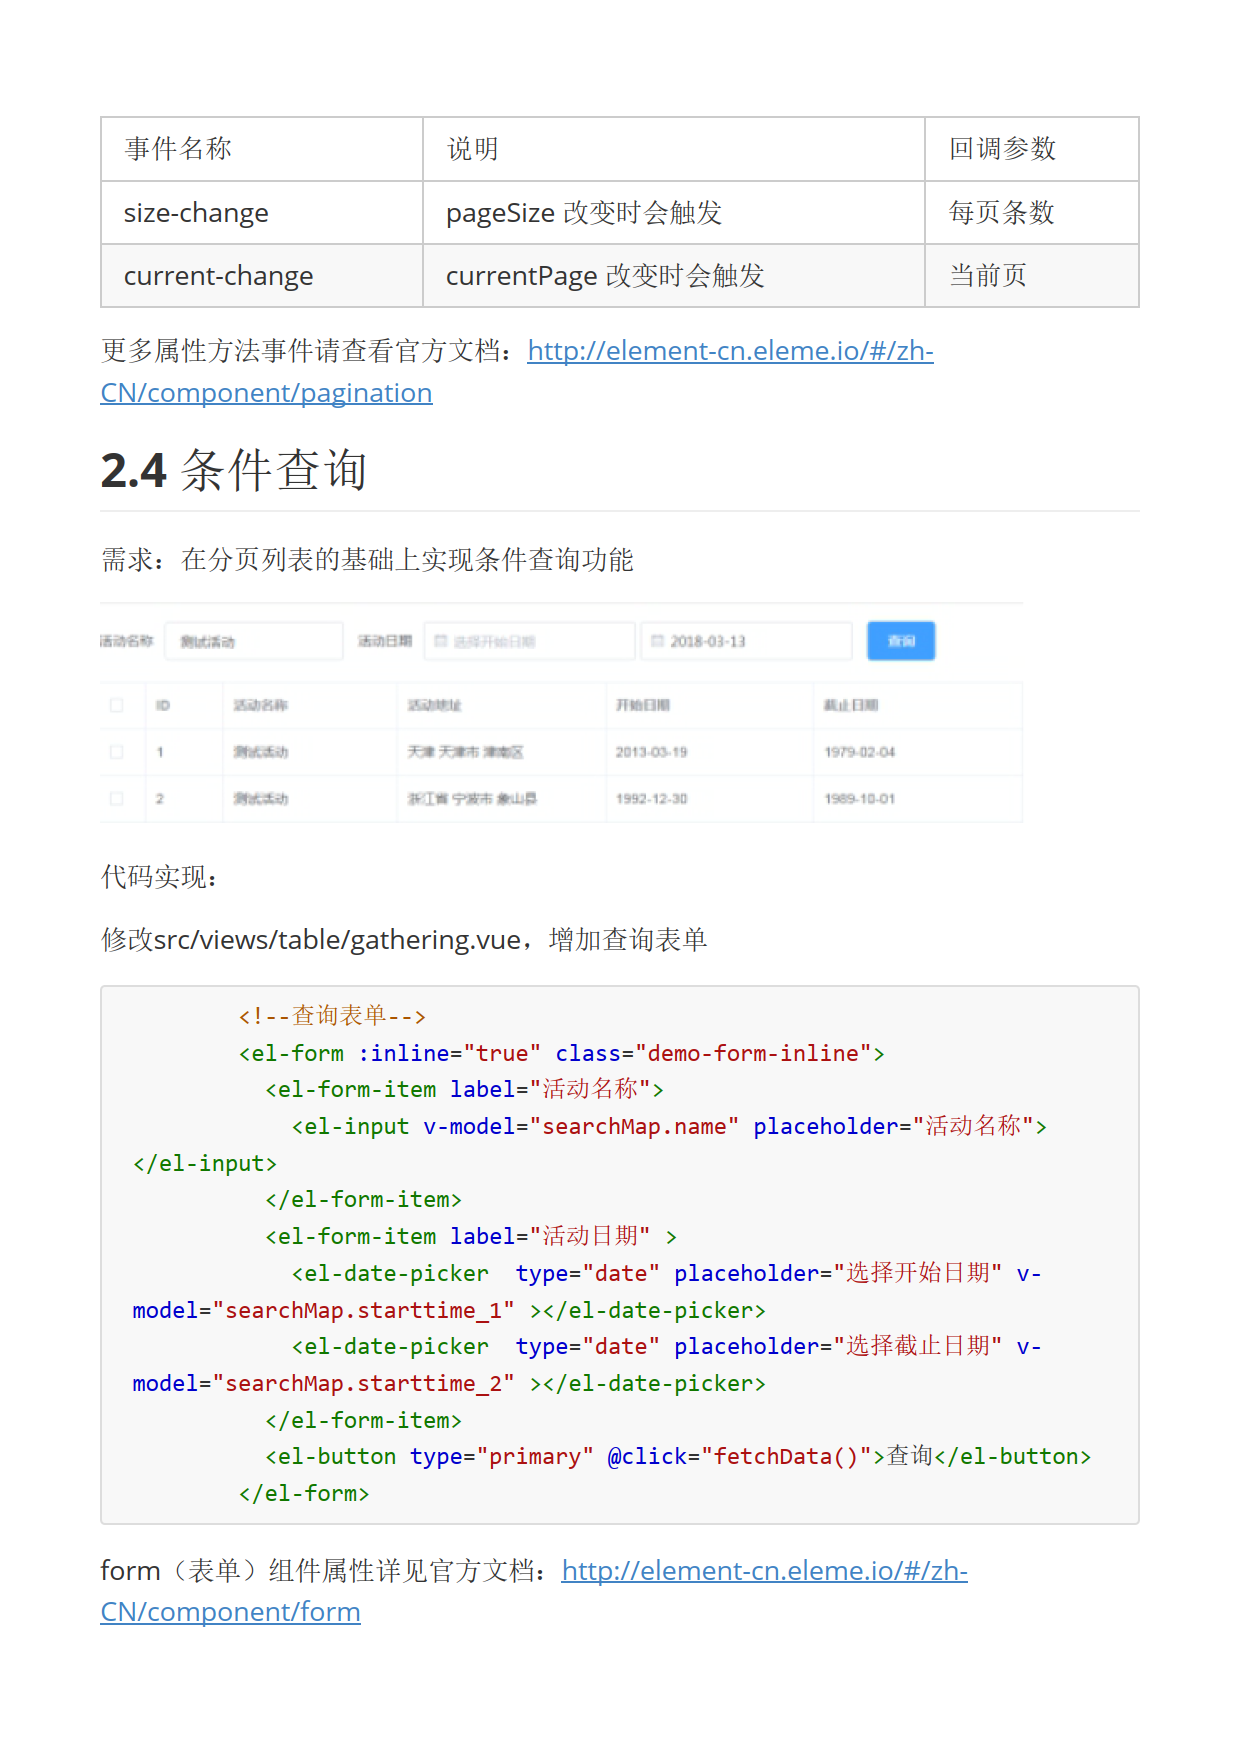 事件名称 说明 回调参数
size-change pageSize 改变时会触发 每页条数
current-change currentPage 改变时会触发 当前页
更多属性方法事件请查看官方文档：http://element-cn.eleme.io/#/zh-
CN/component/pagination
2.4 条件查询
需求：在分页列表的基础上实现条件查询功能
活动名称 测试活动 活动日期 选择开始日期 2018-03-13 查询
ID 活动名称 活动地址 开始日期 截止日期
1 测试活动 天津 天津市 津南区 2013-03-19 1979-02-04
2 测试活动 浙江省 宁波市 象山县 1992-12-30 1989-10-01
代码实现：
修改src/views/table/gathering.vue，增加查询表单
<!--查询表单-->
<el-form :inline="true" class="demo-form-inline">
<el-form-item label="活动名称">
<el-input v-model="searchMap.name" placeholder="活动名称">
</el-input>
</el-form-item>
<el-form-item label="活动日期" >
<el-date-picker  type="date" placeholder="选择开始日期" v-
model="searchMap.starttime_1" ></el-date-picker>
<el-date-picker  type="date" placeholder="选择截止日期" v-
model="searchMap.starttime_2" ></el-date-picker>
</el-form-item>
<el-button type="primary" @click="fetchData()">查询</el-button>
</el-form>
form（表单）组件属性详见官方文档：http://element-cn.eleme.io/#/zh-
CN/component/form